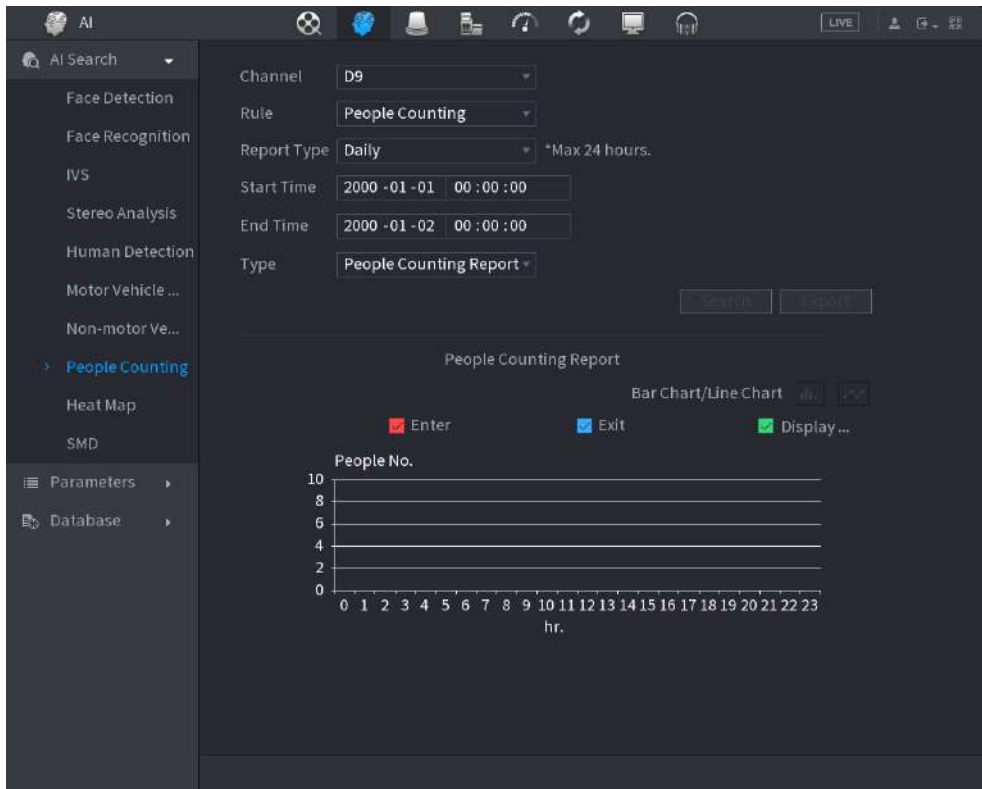 AI
LIVE
AI Search
Face Detection
Face Recognition
IVS
Stereo Analysis
Human Detection
Motor Vehicle ...
Non-motor Ve...
People Counting
Heat Map
SMD
Parameters
Database
Channel D9
Rule People Counting
Report Type Daily *Max 24 hours.
Start Time 2000 -01 -01 00 : 00 : 00
End Time 2000 -01 -02 00 : 00 : 00
Type People Counting Report
Search Export
People Counting Report
Bar Chart/Line Chart
Enter Exit Display ...
People No.
10
8
6
4
2
0
0 1 2 3 4 5 6 7 8 9 10 11 12 13 14 15 16 17 18 19 20 21 22 23
hr.